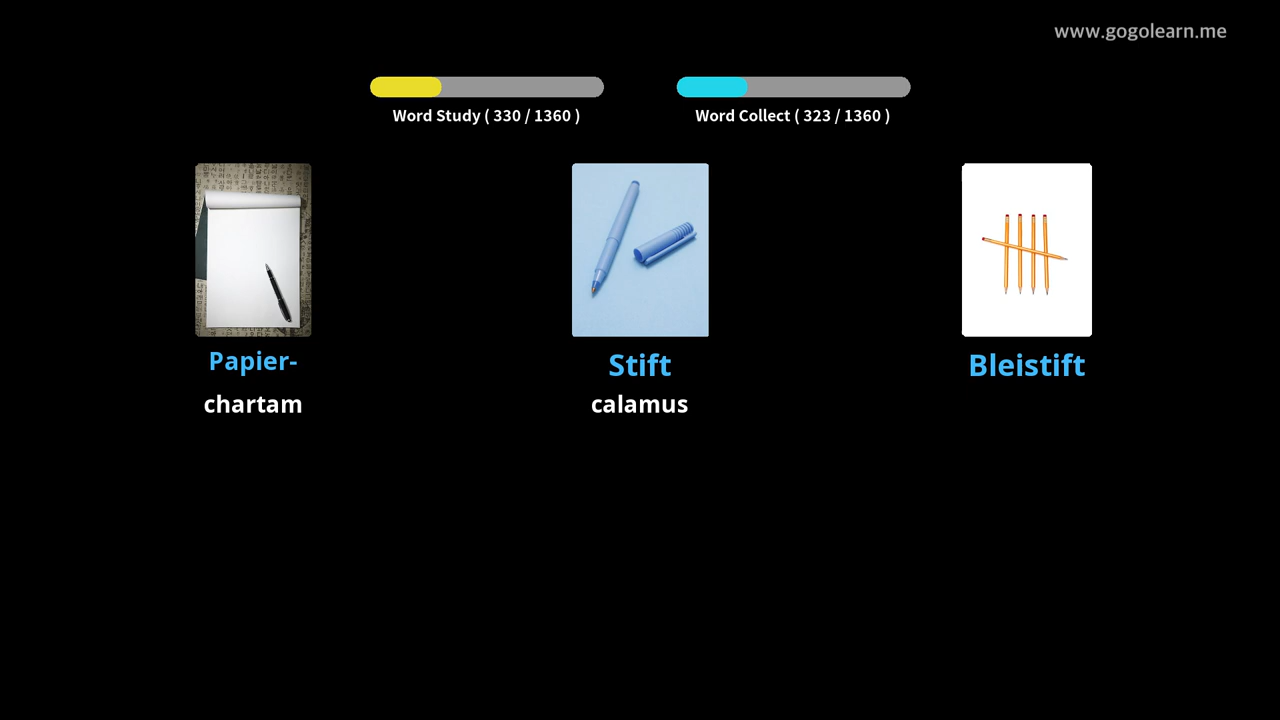 www.gogolearn.me
Word Study ( 330 / 1360 )
Word Collect ( 323 / 1360 )
Papier-
Stift
Bleistift
chartam
calamus